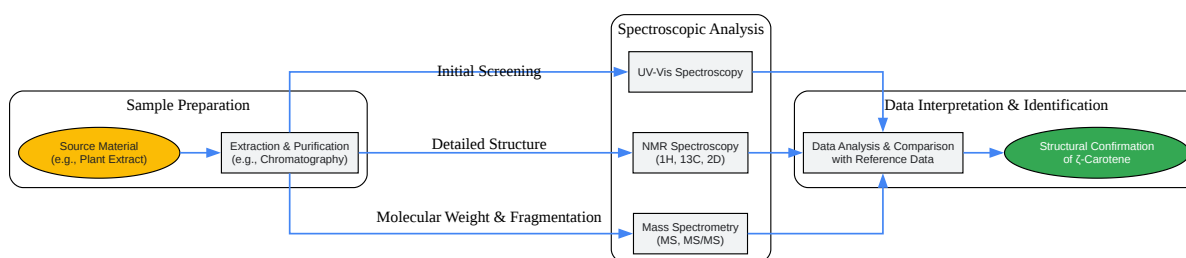 Spectroscopic Analysis
Initial Screening
UV-Vis Spectroscopy
Sample Preparation
Data Interpretation & Identification
Source Material
(e.g., Plant Extract)
Extraction & Purification
(e.g., Chromatography)
Detailed Structure
NMR Spectroscopy
(1H, 13C, 2D)
Data Analysis & Comparison
with Reference Data
Structural Confirmation
of ζ-Carotene
Molecular Weight & Fragmentation
Mass Spectrometry
(MS, MS/MS)